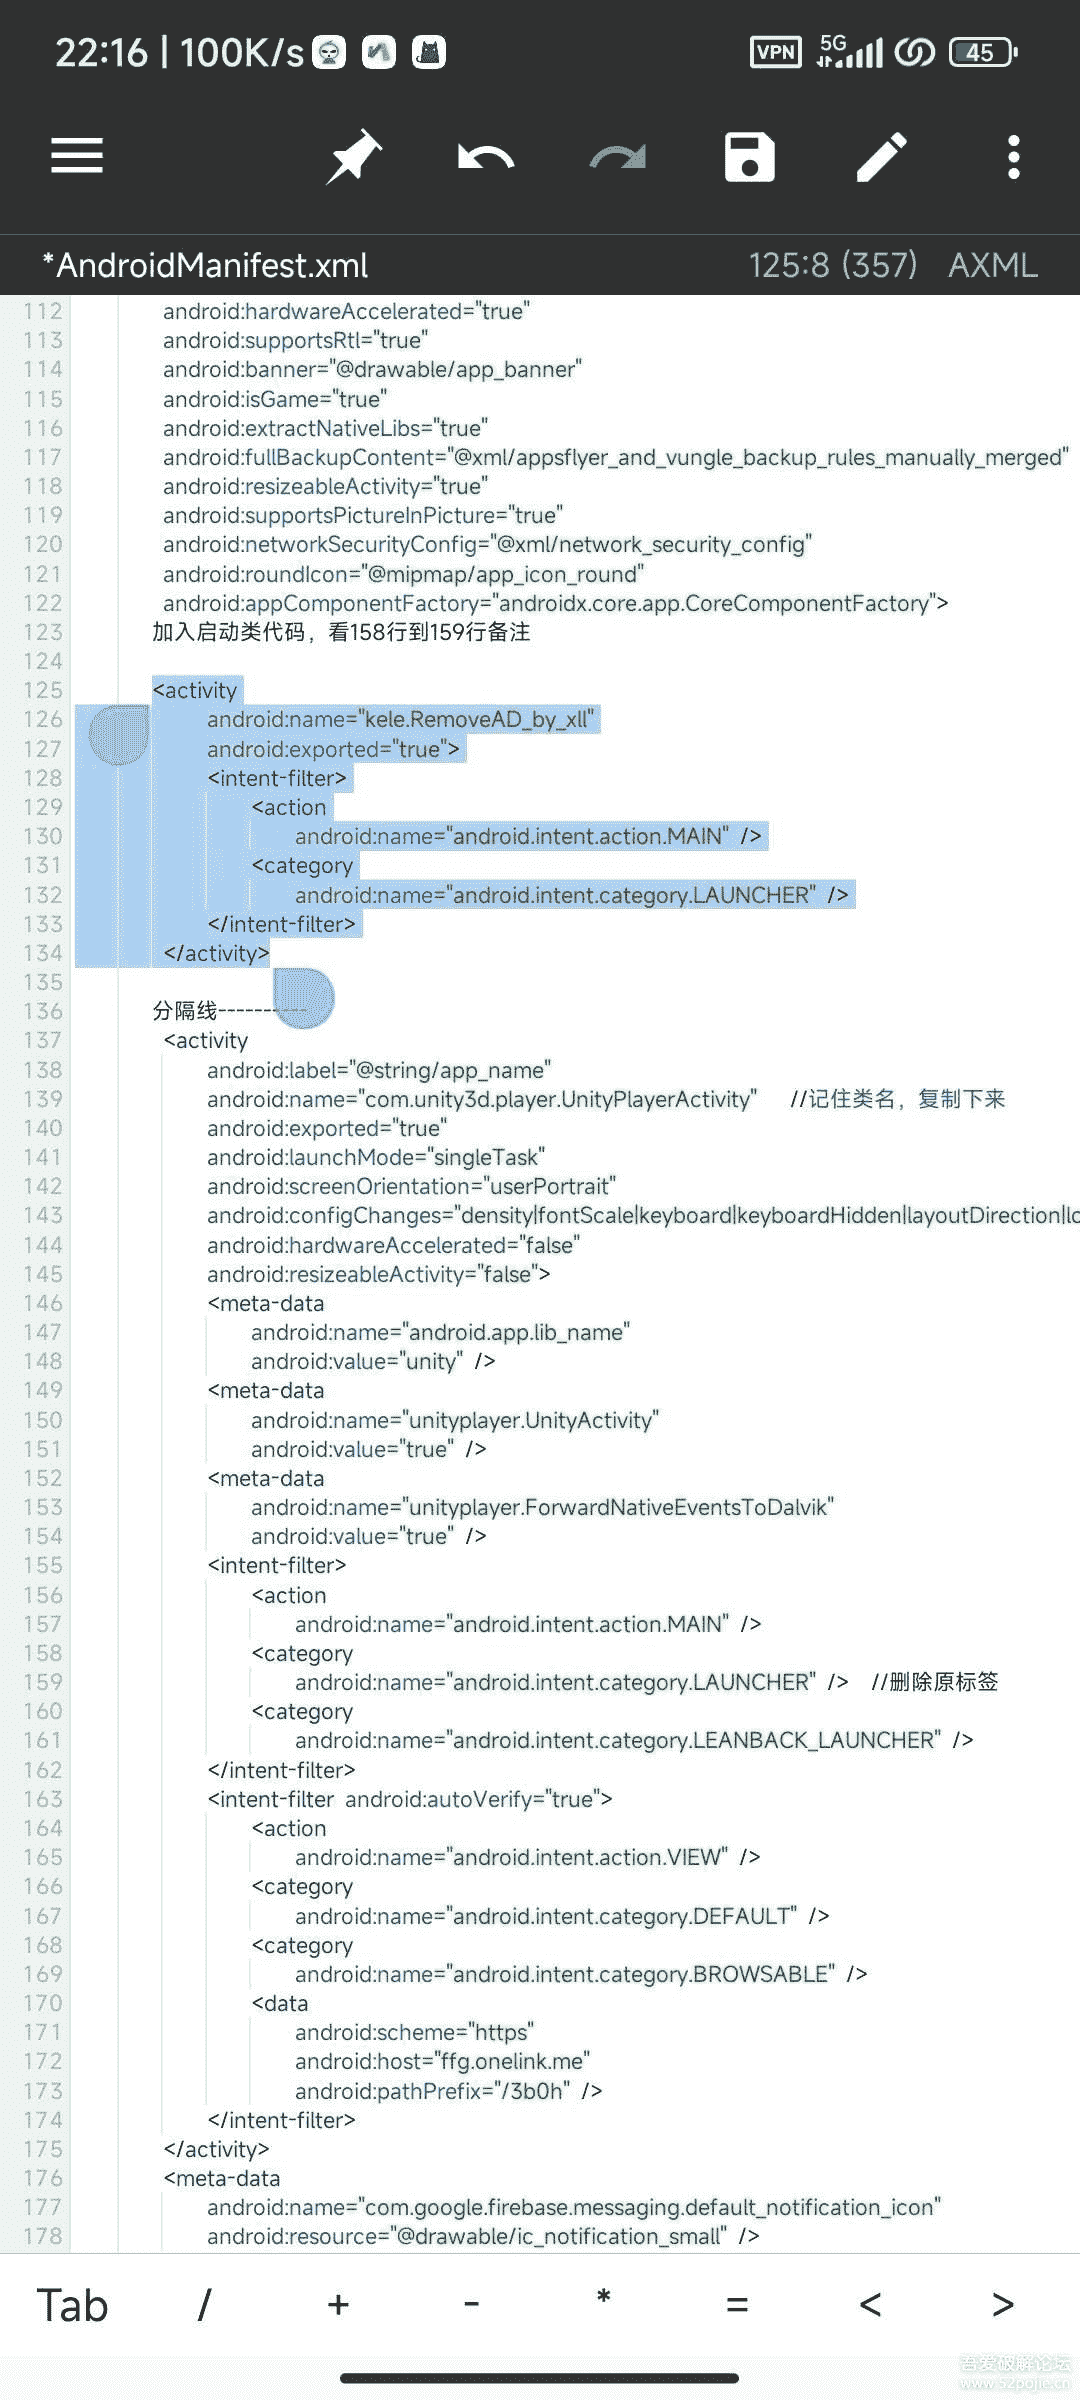 22:16 | 100K/s VPN 5G 45
*AndroidManifest.xml 125:8 (357) AXML
112 android:hardwareAccelerated="true"
113 android:supportsRtl="true"
114 android:banner="@drawable/app_banner"
115 android:isGame="true"
116 android:extractNativeLibs="true"
117 android:fullBackupContent="@xml/appsflyer_and_vungle_backup_rules_manually_merged"
118 android:resizeableActivity="true"
119 android:supportsPictureInPicture="true"
120 android:networkSecurityConfig="@xml/network_security_config"
121 android:roundIcon="@mipmap/app_icon_round"
122 android:appComponentFactory="androidx.core.app.CoreComponentFactory">
123 加入启动类代码，看158行到159行备注
124
125 <activity
126 android:name="kele.RemoveAD_by_xll"
127 android:exported="true">
128 <intent-filter>
129 <action
130 android:name="android.intent.action.MAIN" />
131 <category
132 android:name="android.intent.category.LAUNCHER" />
133 </intent-filter>
134 </activity>
135
136 分隔线----------
137 <activity
138 android:label="@string/app_name"
139 android:name="com.unity3d.player.UnityPlayerActivity" //记住类名，复制下来
140 android:exported="true"
141 android:launchMode="singleTask"
142 android:screenOrientation="userPortrait"
143 android:configChanges="density|fontScale|keyboard|keyboardHidden|layoutDirection|lo
144 android:hardwareAccelerated="false"
145 android:resizeableActivity="false">
146 <meta-data
147 android:name="android.app.lib_name"
148 android:value="unity" />
149 <meta-data
150 android:name="unityplayer.UnityActivity"
151 android:value="true" />
152 <meta-data
153 android:name="unityplayer.ForwardNativeEventsToDalvik"
154 android:value="true" />
155 <intent-filter>
156 <action
157 android:name="android.intent.action.MAIN" />
158 <category
159 android:name="android.intent.category.LAUNCHER" /> //删除原标签
160 <category
161 android:name="android.intent.category.LEANBACK_LAUNCHER" />
162 </intent-filter>
163 <intent-filter android:autoVerify="true">
164 <action
165 android:name="android.intent.action.VIEW" />
166 <category
167 android:name="android.intent.category.DEFAULT" />
168 <category
169 android:name="android.intent.category.BROWSABLE" />
170 <data
171 android:scheme="https"
172 android:host="ffg.onelink.me"
173 android:pathPrefix="/3b0h" />
174 </intent-filter>
175 </activity>
176 <meta-data
177 android:name="com.google.firebase.messaging.default_notification_icon"
178 android:resource="@drawable/ic_notification_small" />
Tab / + - * = < >
吾爱破解论坛
www.52pojie.cn